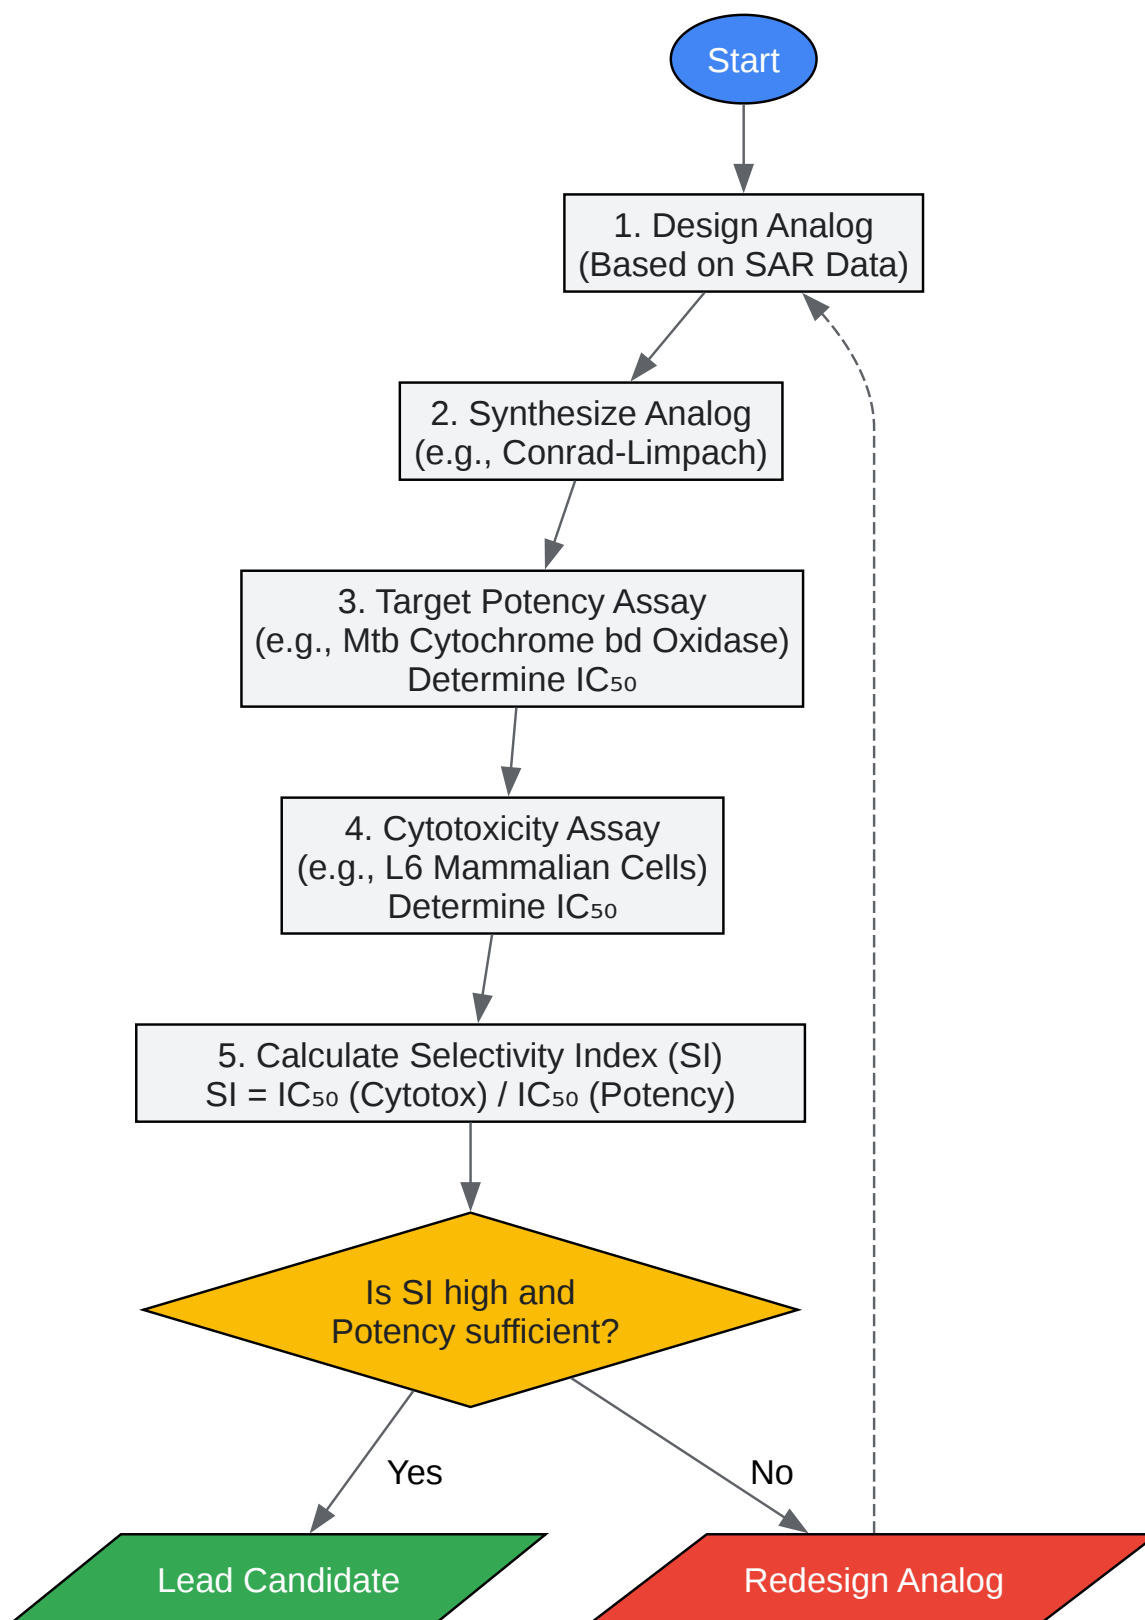 Start
1. Design Analog
(Based on SAR Data)
2. Synthesize Analog
(e.g., Conrad-Limpach)
3. Target Potency Assay
(e.g., Mtb Cytochrome bd Oxidase)
Determine IC₅₀
4. Cytotoxicity Assay
(e.g., L6 Mammalian Cells)
Determine IC₅₀
5. Calculate Selectivity Index (SI)
SI = IC₅₀ (Cytotox) / IC₅₀ (Potency)
Is SI high and
Potency sufficient?
Yes
No
Lead Candidate
Redesign Analog